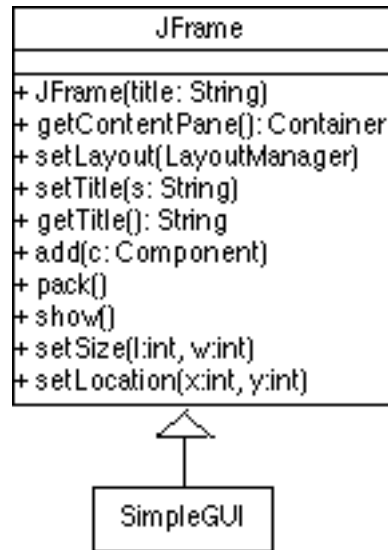 JFrame
+ JFrame(title: String)
+ getContentPane(): Container
+ setLayout(LayoutManager)
+ setTitle(s: String)
+ getTitle(): String
+ add(c: Component)
+ pack()
+ show()
+ setSize(l:int, w:int)
+ setLocation(x:int, y:int)
SimpleGUI